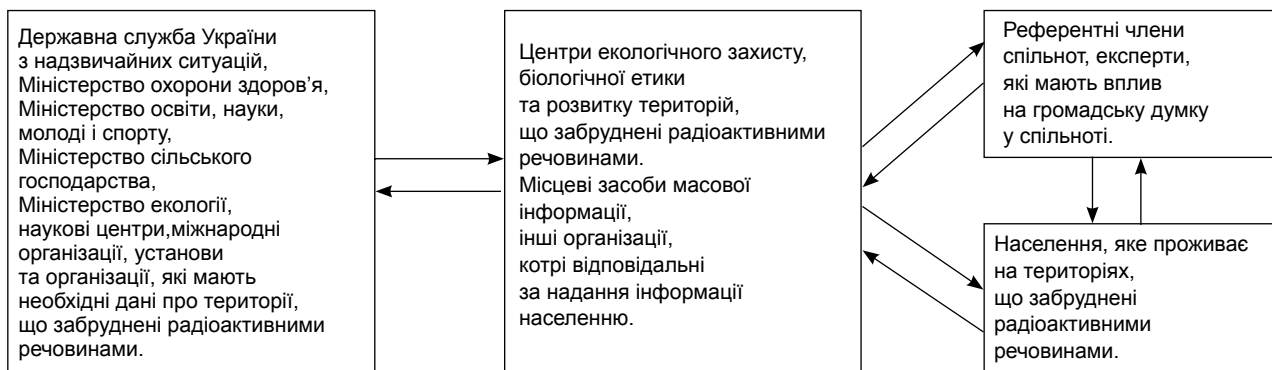 Державна служба України
з надзвичайних ситуацій,
Міністерство охорони здоров'я,
Міністерство освіти, науки,
молоді і спорту,
Міністерство сільського
господарства,
Міністерство екології,
наукові центри,міжнародні
організації, установи
та організації, які мають
необхідні дані про території,
що забруднені радіоактивними
речовинами.
Центри екологічного захисту,
біологічної етики
та розвитку територій,
що забруднені радіоактивними
речовинами.
Місцеві засоби масової
інформації,
інші організації,
котрі відповідальні
за надання інформації
населенню.
Референтні члени
спільнот, експерти,
які мають вплив
на громадську думку
у спільноті.
Населення, яке проживає
на територіях,
що забруднені
радіоактивними
речовинами.